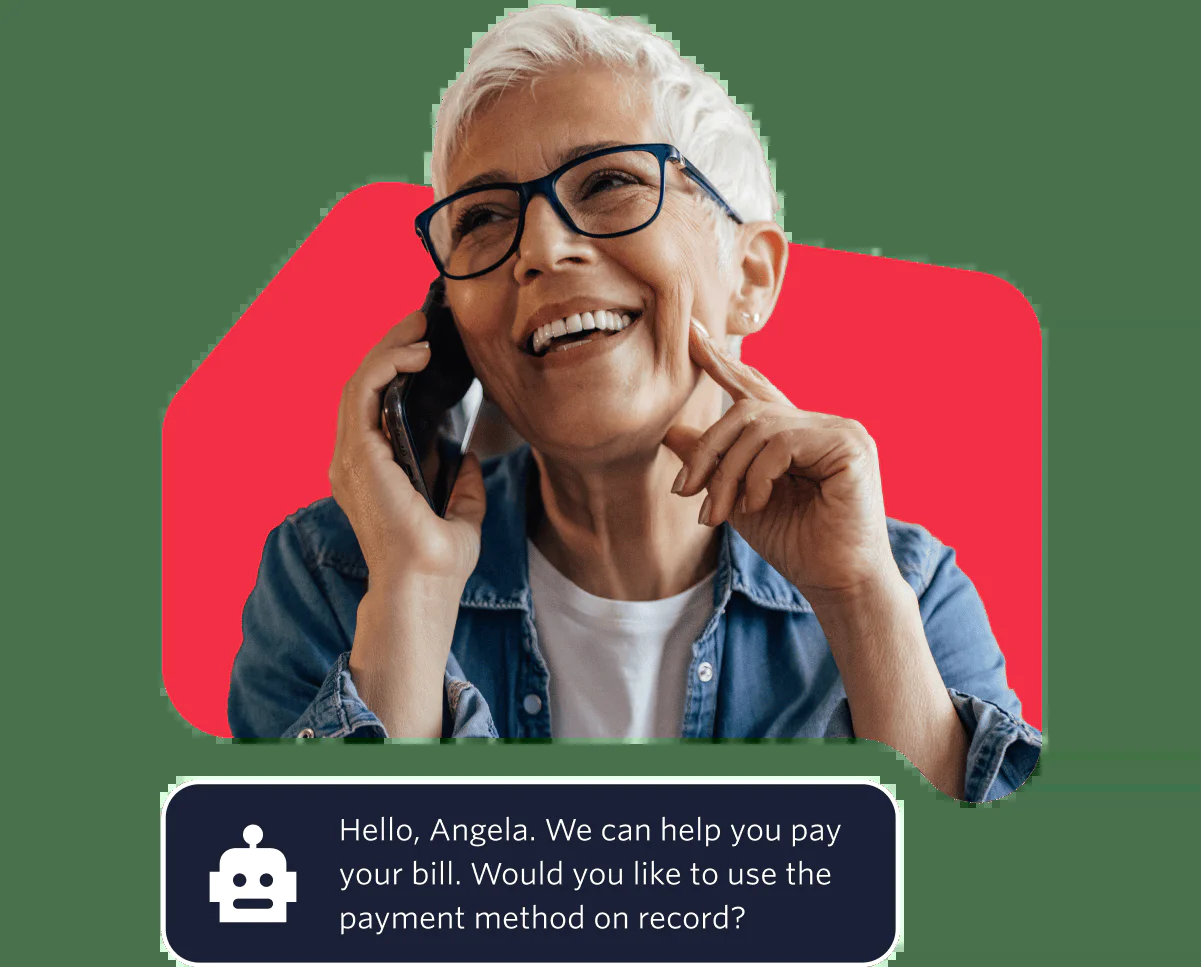 Hello, Angela. We can help you pay
your bill. Would you like to use the
payment method on record?